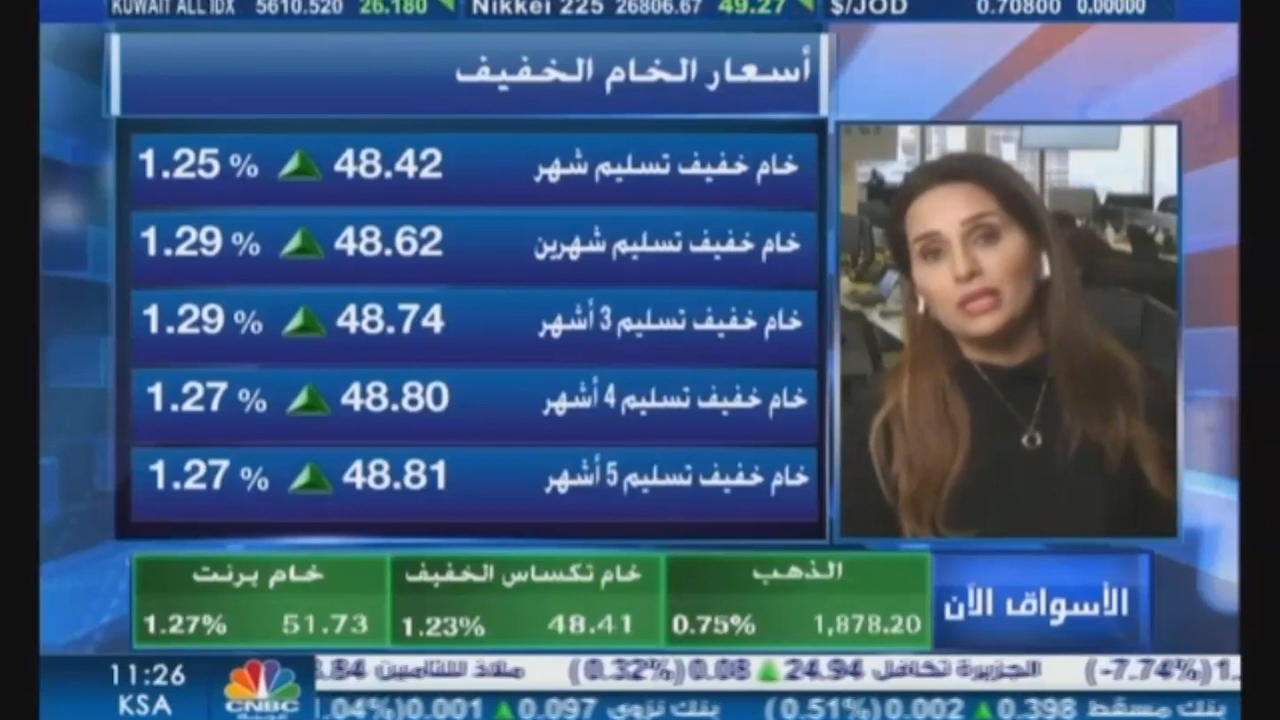 KUWAIT ALL IDX 5610.520 26.180 Nikkei 225 26806.67 49.27 $/JOD 0.70800 0.00000
أسعار الخام الخفيف
خام خفيف تسليم شهر 48.42 1.25 %
خام خفيف تسليم شهرين 48.62 1.29 %
خام خفيف تسليم 3 أشهر 48.74 1.29 %
خام خفيف تسليم 4 أشهر 48.80 1.27 %
خام خفيف تسليم 5 أشهر 48.81 1.27 %
الأسواق الآن
الذهب
1,878.20 0.75%
خام تكساس الخفيف
48.41 1.23%
خام برنت
51.73 1.27%
(-7.74%) الجزيرة تكافل 24.94 0.08 (0.32%) ملاذ للتأمين
بنك مسقط 0.398 0.002 (0.51%) بنك نزوى 0.097 0.001
11:26
KSA
CNBC
عربية